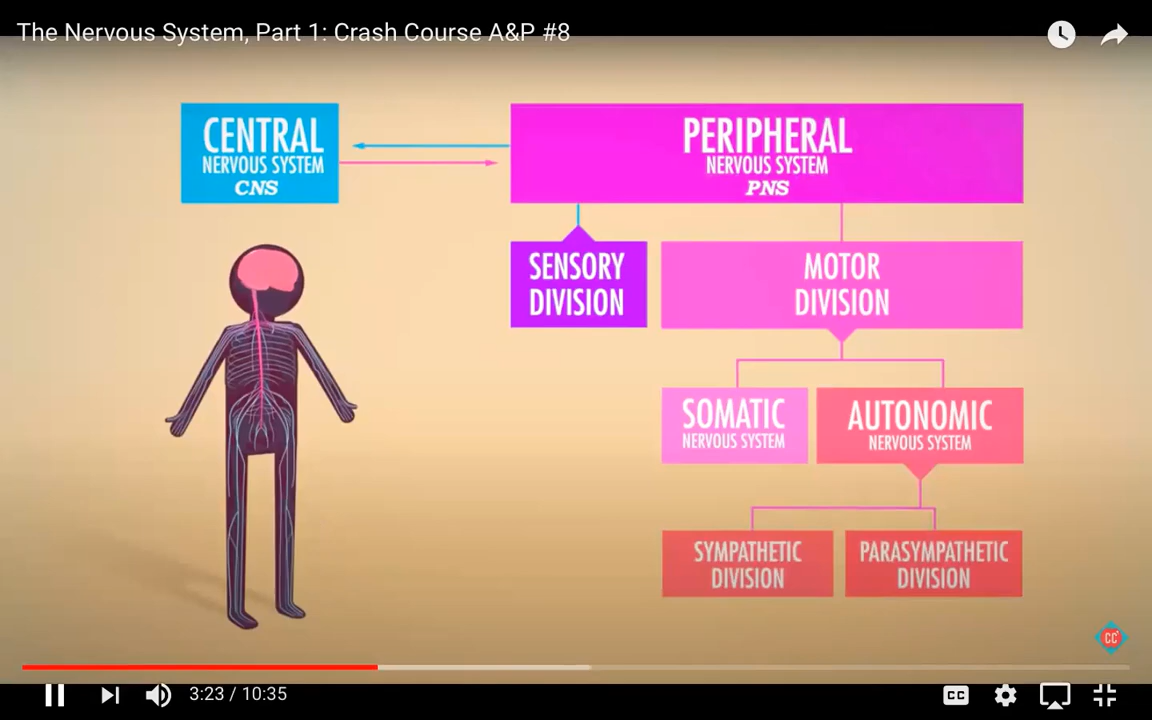 The Nervous System, Part 1: Crash Course A&P #8
CENTRAL
NERVOUS SYSTEM
CNS
PERIPHERAL
NERVOUS SYSTEM
PNS
SENSORY
DIVISION
MOTOR
DIVISION
SOMATIC
NERVOUS SYSTEM
AUTONOMIC
NERVOUS SYSTEM
SYMPATHETIC
DIVISION
PARASYMPATHETIC
DIVISION
CC
3:23 / 10:35
CC